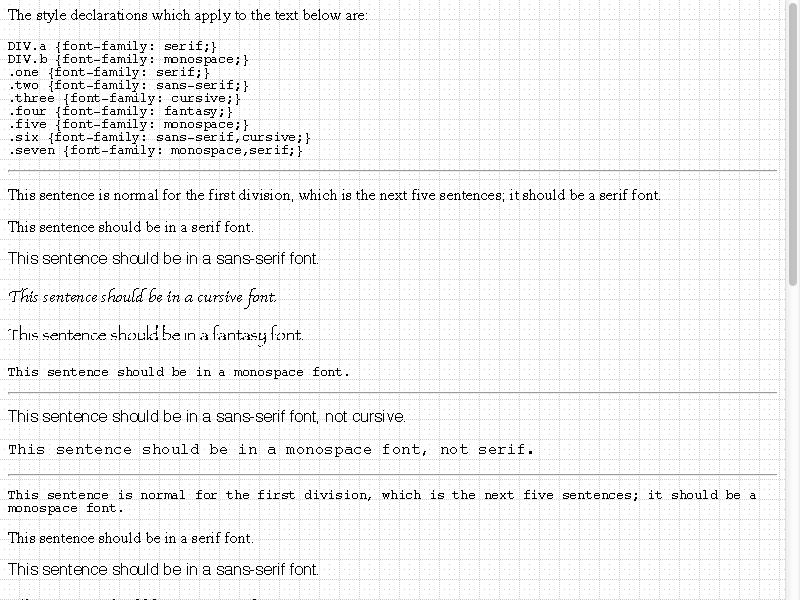 The style declarations which apply to the text below are:
DIV.a {font-family: serif;}
DIV.b {font-family: monospace;}
.one {font-family: serif;}
.two {font-family: sans-serif;}
.three {font-family: cursive;}
.four {font-family: fantasy;}
.five {font-family: monospace;}
.six {font-family: sans-serif,cursive;}
.seven {font-family: monospace,serif;}
This sentence is normal for the first division, which is the next five sentences; it should be a serif font.
This sentence should be in a serif font.
This sentence should be in a sans-serif font.
This sentence should be in a cursive font.
This sentence should be in a fantasy font.
This sentence should be in a monospace font.
This sentence should be in a sans-serif font, not cursive.
This sentence should be in a monospace font, not serif.
This sentence is normal for the first division, which is the next five sentences; it should be a
monospace font.
This sentence should be in a serif font.
This sentence should be in a sans-serif font.